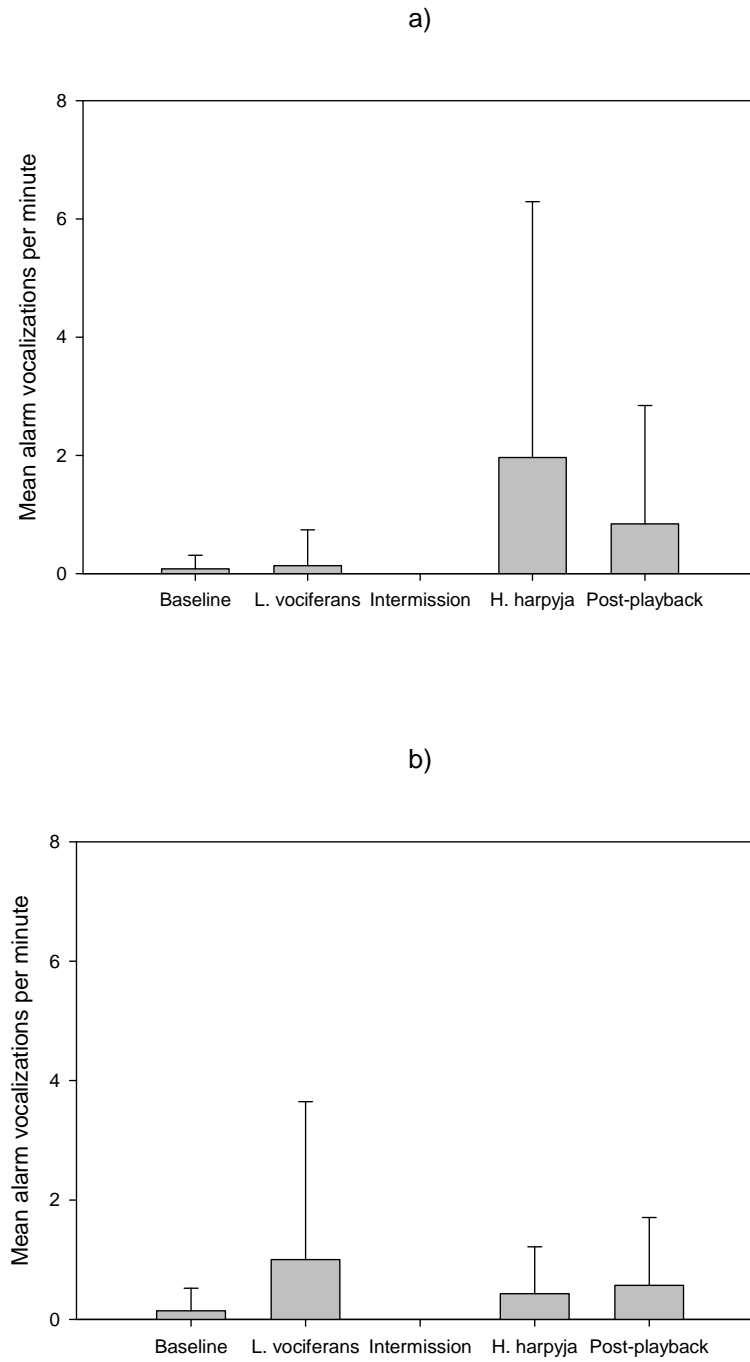 a)
Mean alarm vocalizations per minute
8
6
4
2
0
Baseline L. vociferans Intermission H. harpyja Post-playback
b)
Mean alarm vocalizations per minute
8
6
4
2
0
Baseline L. vociferans Intermission H. harpyja Post-playback